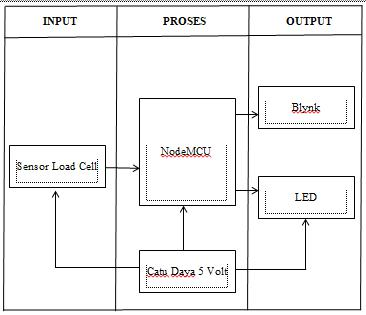 INPUT
PROSES
OUTPUT
Blynk
NodeMCU
Sensor Load Cell
LED
Catu Daya 5 Volt